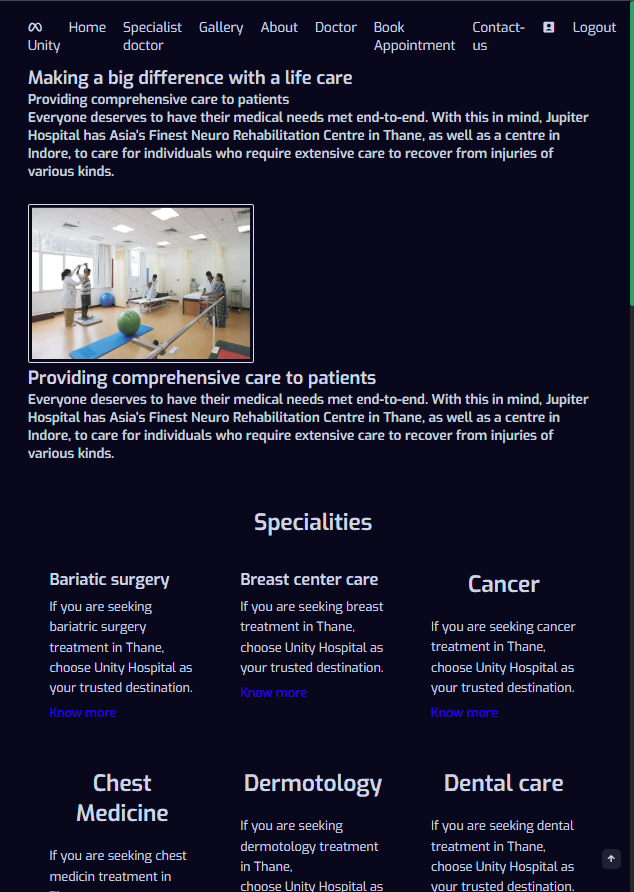 Home Specialist Gallery About Doctor Book Contact- Logout
Unity doctor Appointment us
Making a big difference with a life care
Providing comprehensive care to patients
Everyone deserves to have their medical needs met end-to-end. With this in mind, Jupiter
Hospital has Asia's Finest Neuro Rehabilitation Centre in Thane, as well as a centre in
Indore, to care for individuals who require extensive care to recover from injuries of
various kinds.
Providing comprehensive care to patients
Everyone deserves to have their medical needs met end-to-end. With this in mind, Jupiter
Hospital has Asia's Finest Neuro Rehabilitation Centre in Thane, as well as a centre in
Indore, to care for individuals who require extensive care to recover from injuries of
various kinds.
Specialities
Bariatic surgery
If you are seeking
bariatric surgery
treatment in Thane,
choose Unity Hospital as
your trusted destination.
Know more
Breast center care
If you are seeking breast
treatment in Thane,
choose Unity Hospital as
your trusted destination.
Know more
Cancer
If you are seeking cancer
treatment in Thane,
choose Unity Hospital as
your trusted destination.
Know more
Chest
Medicine
If you are seeking chest
medicin treatment in
Dermotology
If you are seeking
dermotology treatment
in Thane,
choose Unity Hospital as
Dental care
If you are seeking dental
treatment in Thane,
choose Unity Hospital as